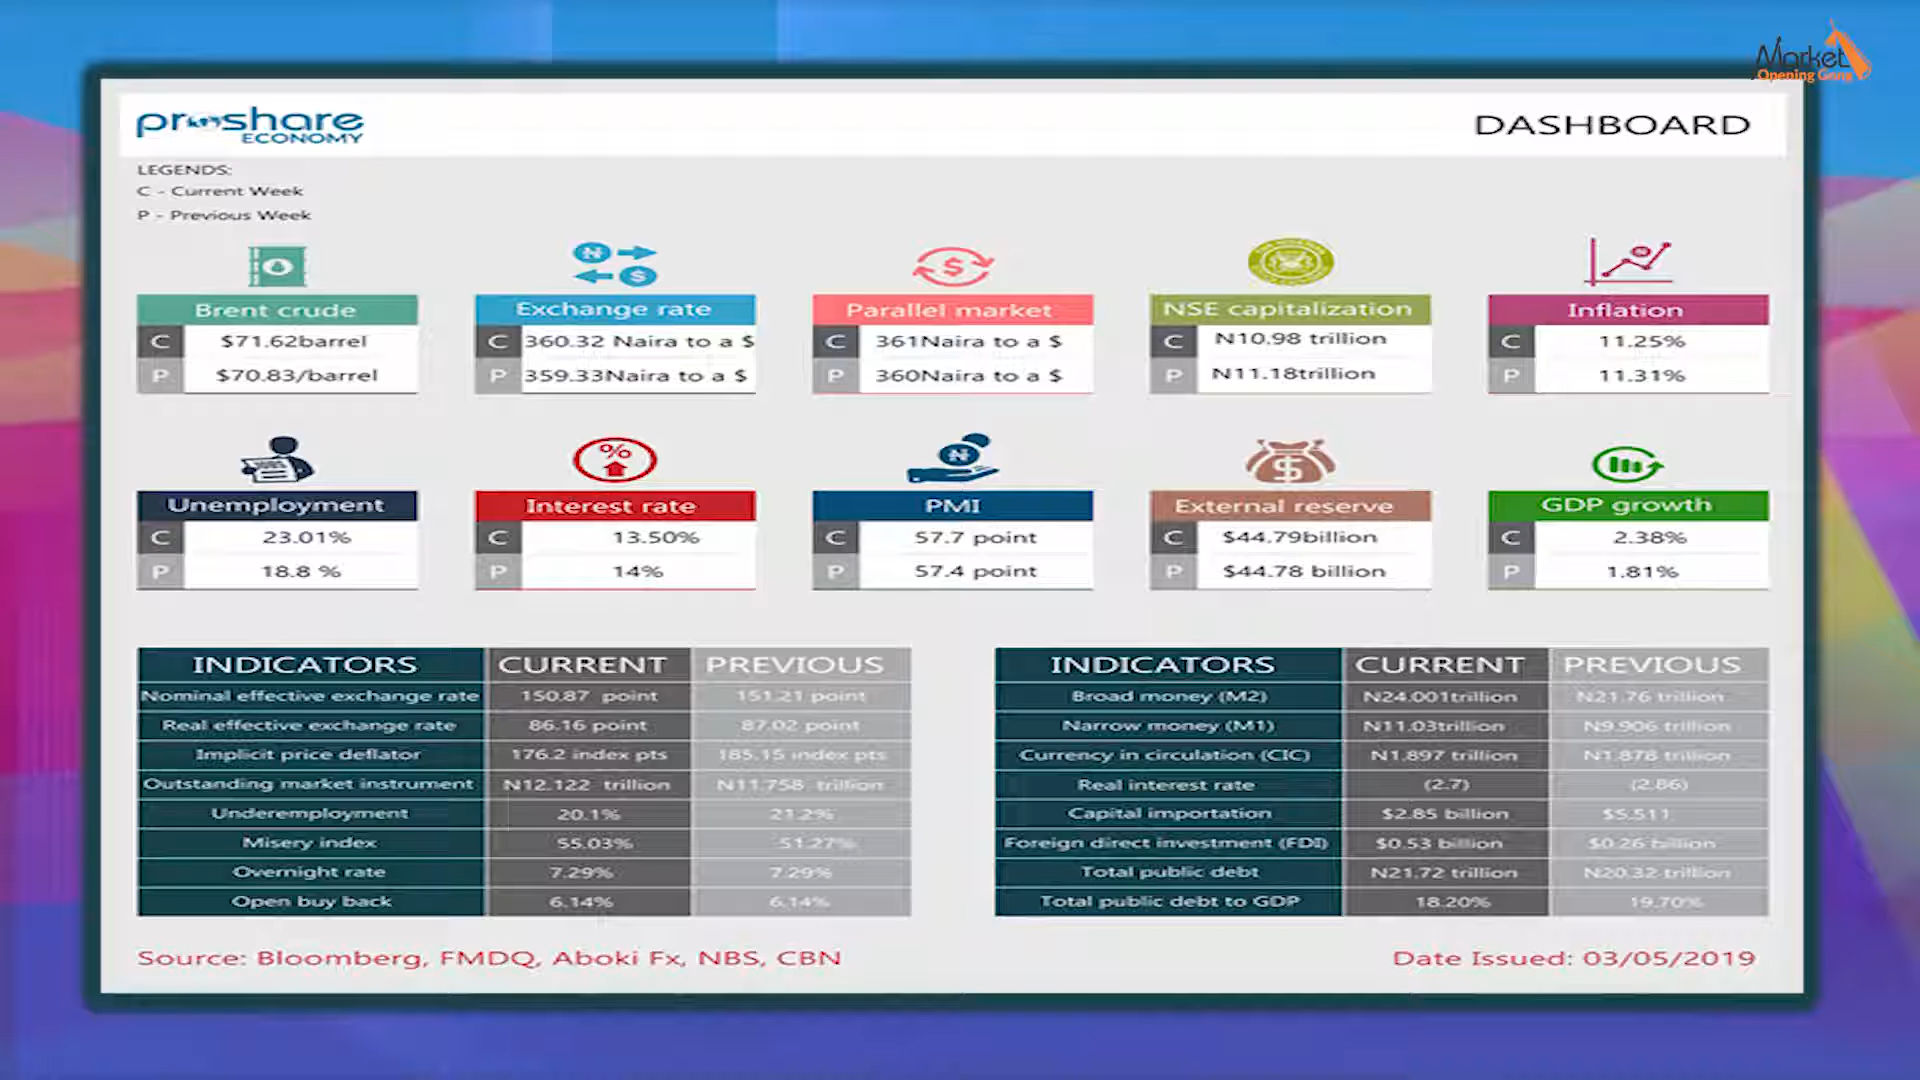 Market
Opening Gong
proshare
ECONOMY
DASHBOARD
LEGENDS:
C - Current Week
P - Previous Week
Brent crude
C $71.62barrel
P $70.83/barrel
Exchange rate
C 360.32 Naira to a $
P 359.33Naira to a $
Parallel market
C 361Naira to a $
P 360Naira to a $
NSE capitalization
C N10.98 trillion
P N11.18trillion
Inflation
C 11.25%
P 11.31%
Unemployment
C 23.01%
P 18.8 %
Interest rate
C 13.50%
P 14%
PMI
C 57.7 point
P 57.4 point
External reserve
C $44.79billion
P $44.78 billion
GDP growth
C 2.38%
P 1.81%
INDICATORS CURRENT PREVIOUS
Nominal effective exchange rate 150.87 point 151.21 point
Real effective exchange rate 86.16 point 87.02 point
Implicit price deflator 176.2 index pts 185.15 index pts
Outstanding market instrument N12.122 trillion N11.758 trillion
Underemployment 20.1% 21.2%
Misery index 55.03% 51.27%
Overnight rate 7.29% 7.29%
Open buy back 6.14% 6.14%
INDICATORS CURRENT PREVIOUS
Broad money (M2) N24.001trillion N21.76 trillion
Narrow money (M1) N11.03trillion N9.906 trillion
Currency in circulation (CIC) N1.897 trillion N1.878 trillion
Real interest rate (2.7) (2.86)
Capital importation $2.85 billion $5.511
Foreign direct investment (FDI) $0.53 billion $0.26 billion
Total public debt N21.72 trillion N20.32 trillion
Total public debt to GDP 18.20% 19.70%
Source: Bloomberg, FMDQ, Aboki Fx, NBS, CBN
Date Issued: 03/05/2019